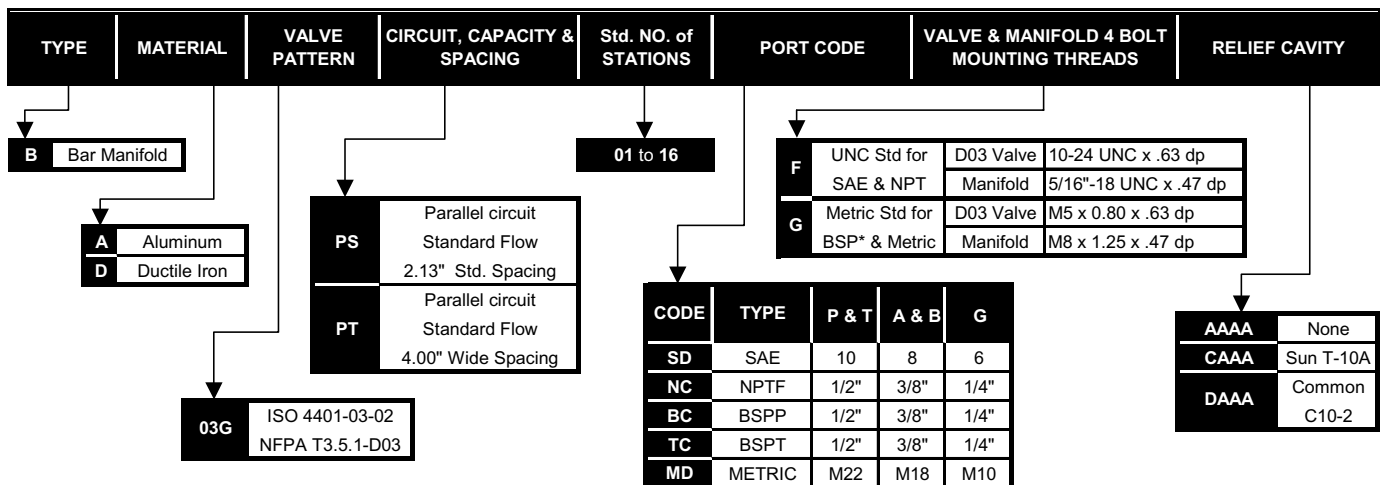 TYPE MATERIAL VALVE PATTERN CIRCUIT, CAPACITY & SPACING Std. NO. of STATIONS PORT CODE VALVE & MANIFOLD 4 BOLT MOUNTING THREADS RELIEF CAVITY
B Bar Manifold
A Aluminum
D Ductile Iron
03G ISO 4401-03-02
NFPA T3.5.1-D03
PS Parallel circuit
Standard Flow
2.13" Std. Spacing
PT Parallel circuit
Standard Flow
4.00" Wide Spacing
01 to 16
CODE TYPE P & T A & B G
SD SAE 10 8 6
NC NPTF 1/2" 3/8" 1/4"
BC BSPP 1/2" 3/8" 1/4"
TC BSPT 1/2" 3/8" 1/4"
MD METRIC M22 M18 M10
F UNC Std for D03 Valve 10-24 UNC x .63 dp
SAE & NPT Manifold 5/16"-18 UNC x .47 dp
G Metric Std for D03 Valve M5 x 0.80 x .63 dp
BSP* & Metric Manifold M8 x 1.25 x .47 dp
AAAA None
CAAA Sun T-10A
DAAA Common
C10-2